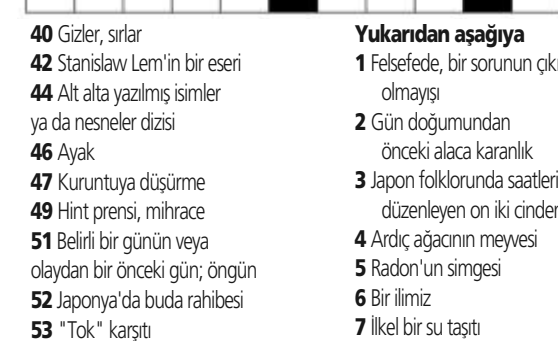 40 Gizler, sırlar
42 Stanislaw Lem'in bir eseri
44 Alt alta yazılmış isimler
ya da nesneler dizisi
46 Ayak
47 Kuruntuya düşürme
49 Hint prensi, mihrace
51 Belirli bir günün veya
olaydan bir önceki gün; öngün
52 Japonya'da buda rahibesi
53 "Tok" karşıtı
Yukarıdan aşağıya
1 Felsefede, bir sorunun
olmayışı
2 Gün doğumundan
önceki alaca karanlık
3 Japon folklorunda saatleri
düzenleyen on iki
4 Ardıç ağacının meyvesi
5 Radon'un simgesi
6 Bir ilimiz
7 İlkel bir su taşıtı